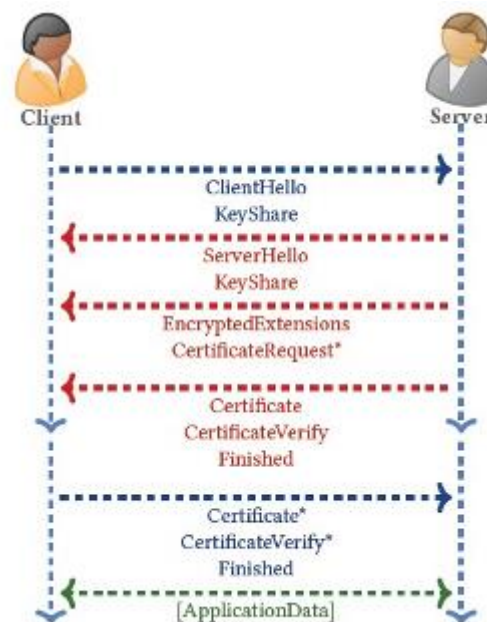 Client
Server
ClientHello
KeyShare
ServerHello
KeyShare
EncryptedExtensions
CertificateRequest*
Certificate
CertificateVerify
Finished
Certificate*
CertificateVerify*
Finished
[ApplicationData]